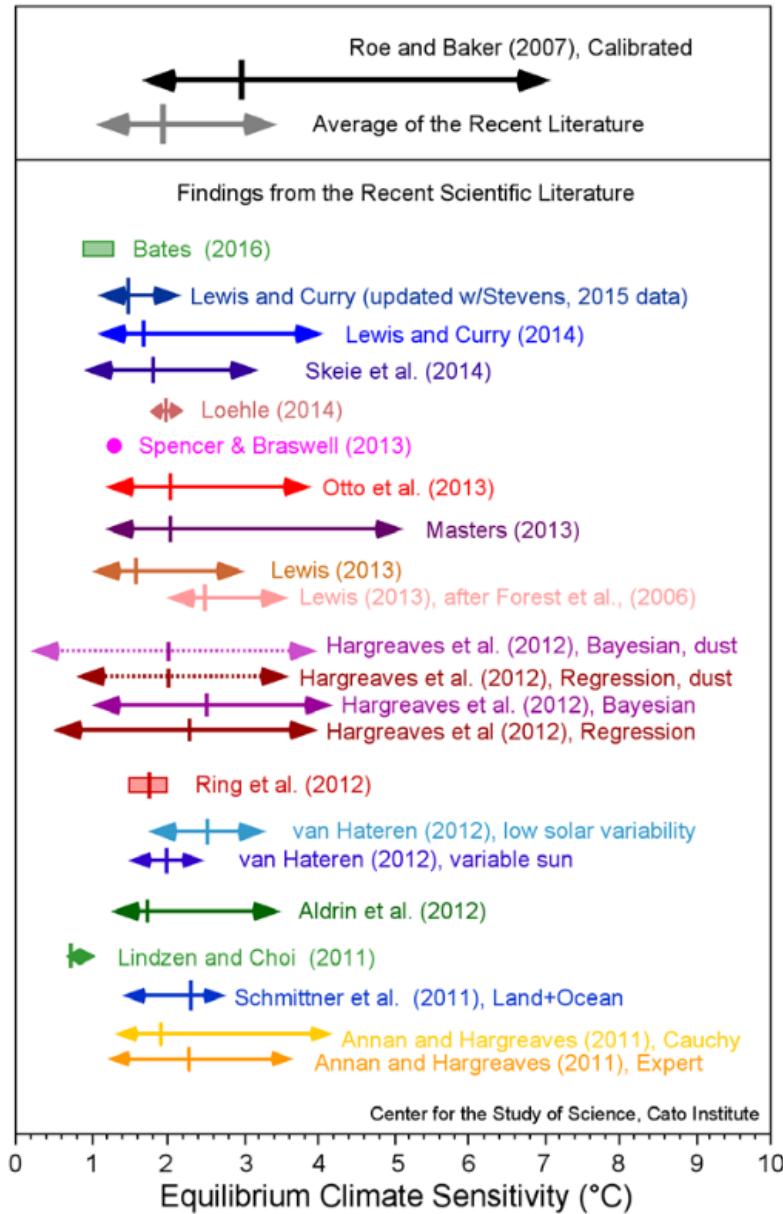 Roe and Baker (2007), Calibrated
Average of the Recent Literature
Findings from the Recent Scientific Literature
Bates (2016)
Lewis and Curry (updated w/Stevens, 2015 data)
Lewis and Curry (2014)
Skeie et al. (2014)
Loehle (2014)
Spencer & Braswell (2013)
Otto et al. (2013)
Masters (2013)
Lewis (2013)
Lewis (2013), after Forest et al., (2006)
Hargreaves et al. (2012), Bayesian, dust
Hargreaves et al. (2012), Regression, dust
Hargreaves et al. (2012), Bayesian
Hargreaves et al (2012), Regression
Ring et al. (2012)
van Hateren (2012), low solar variability
van Hateren (2012), variable sun
Aldrin et al. (2012)
Lindzen and Choi (2011)
Schmittner et al. (2011), Land+Ocean
Annan and Hargreaves (2011), Cauchy
Annan and Hargreaves (2011), Expert
Center for the Study of Science, Cato Institute
0 1 2 3 4 5 6 7 8 9 10
Equilibrium Climate Sensitivity (°C)